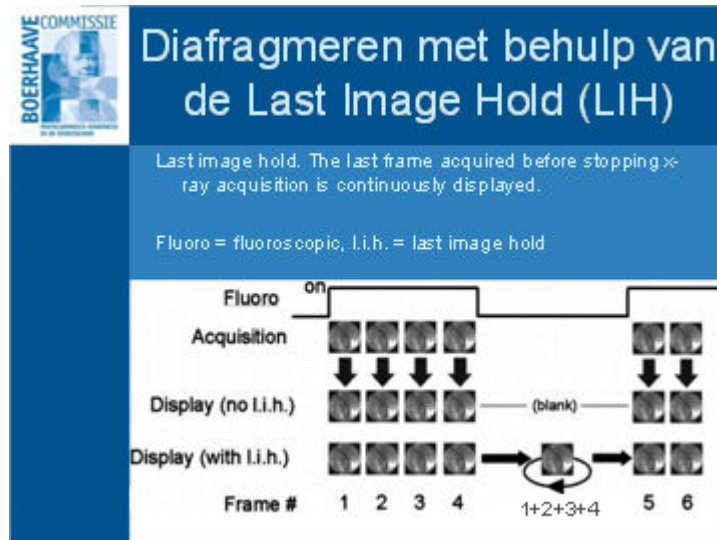 BOERHAAVE
COMMISSIE
Diafragmeren met behulp van
de Last Image Hold (LIH)
Last image hold. The last frame acquired before stopping x-
ray acquisition is continuously displayed.
Fluoro = fluoroscopic, l.i.h. = last image hold
Fluoro on
Acquisition
Display (no l.i.h.) (blank)
Display (with l.i.h.)
Frame # 1 2 3 4 1+2+3+4 5 6